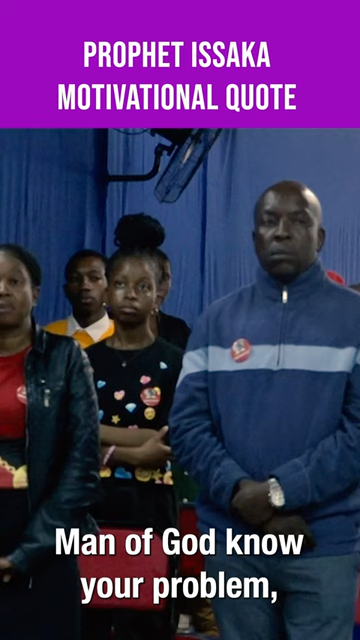 PROPHET ISSAKA
MOTIVATIONAL QUOTE
Man of God know
your problem,